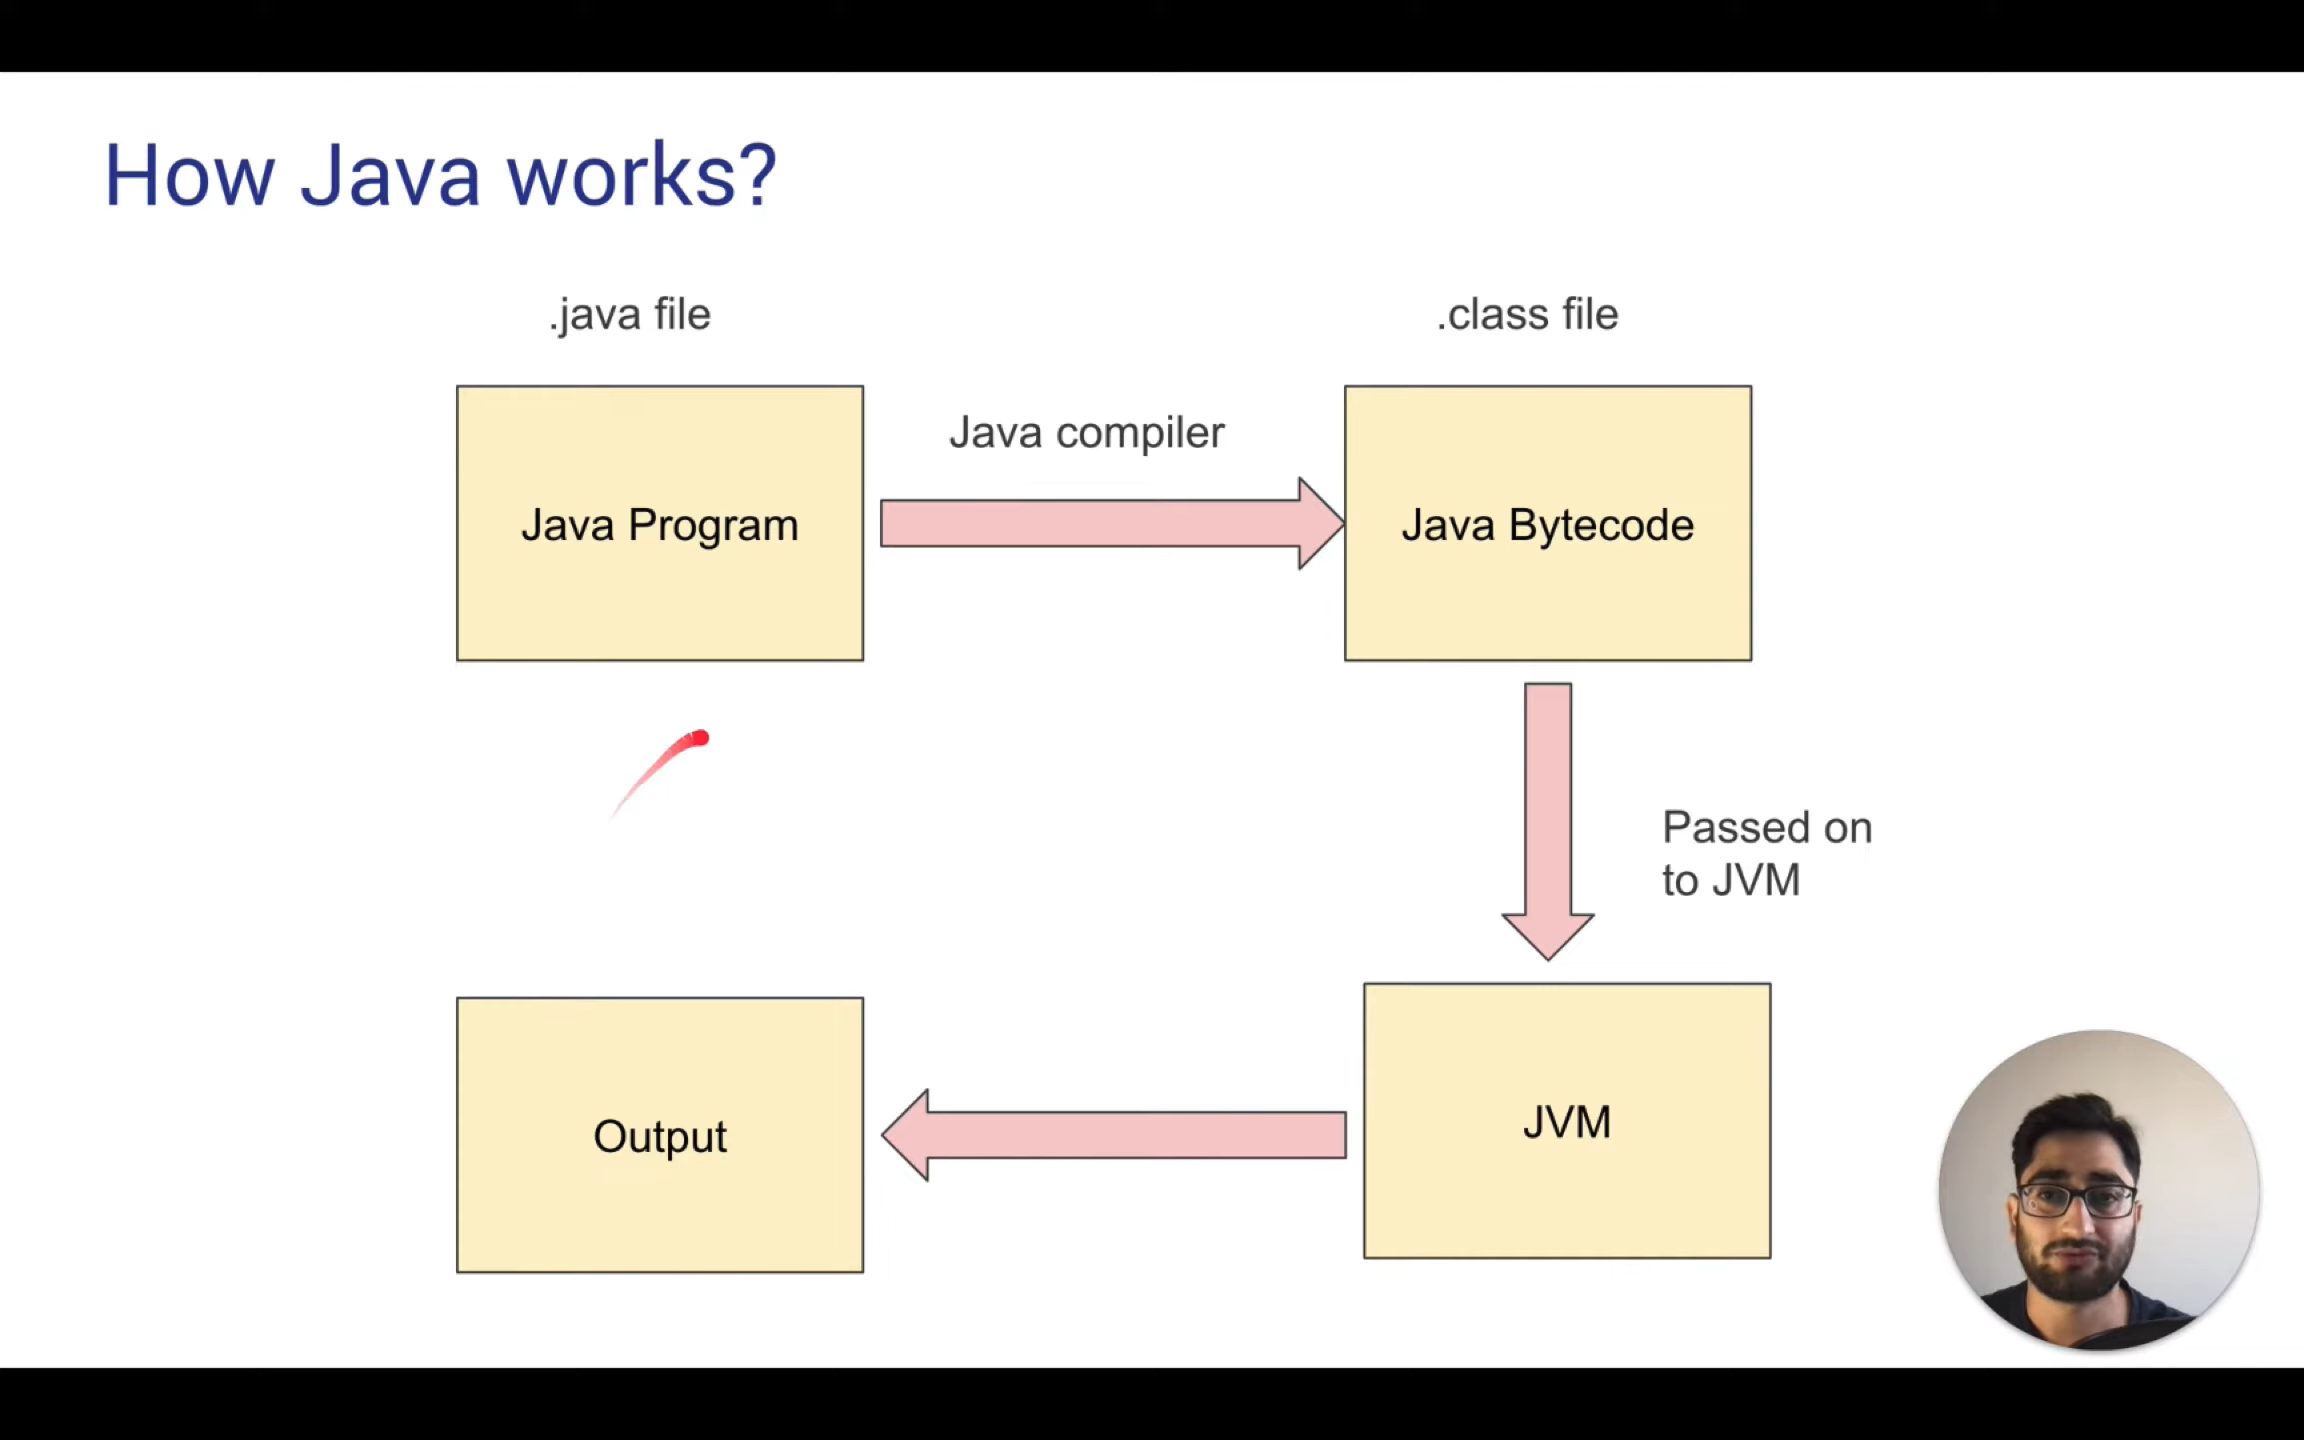 How Java works?
.java file
.class file
Java compiler
Java Program
Java Bytecode
Passed on
to JVM
Output
JVM